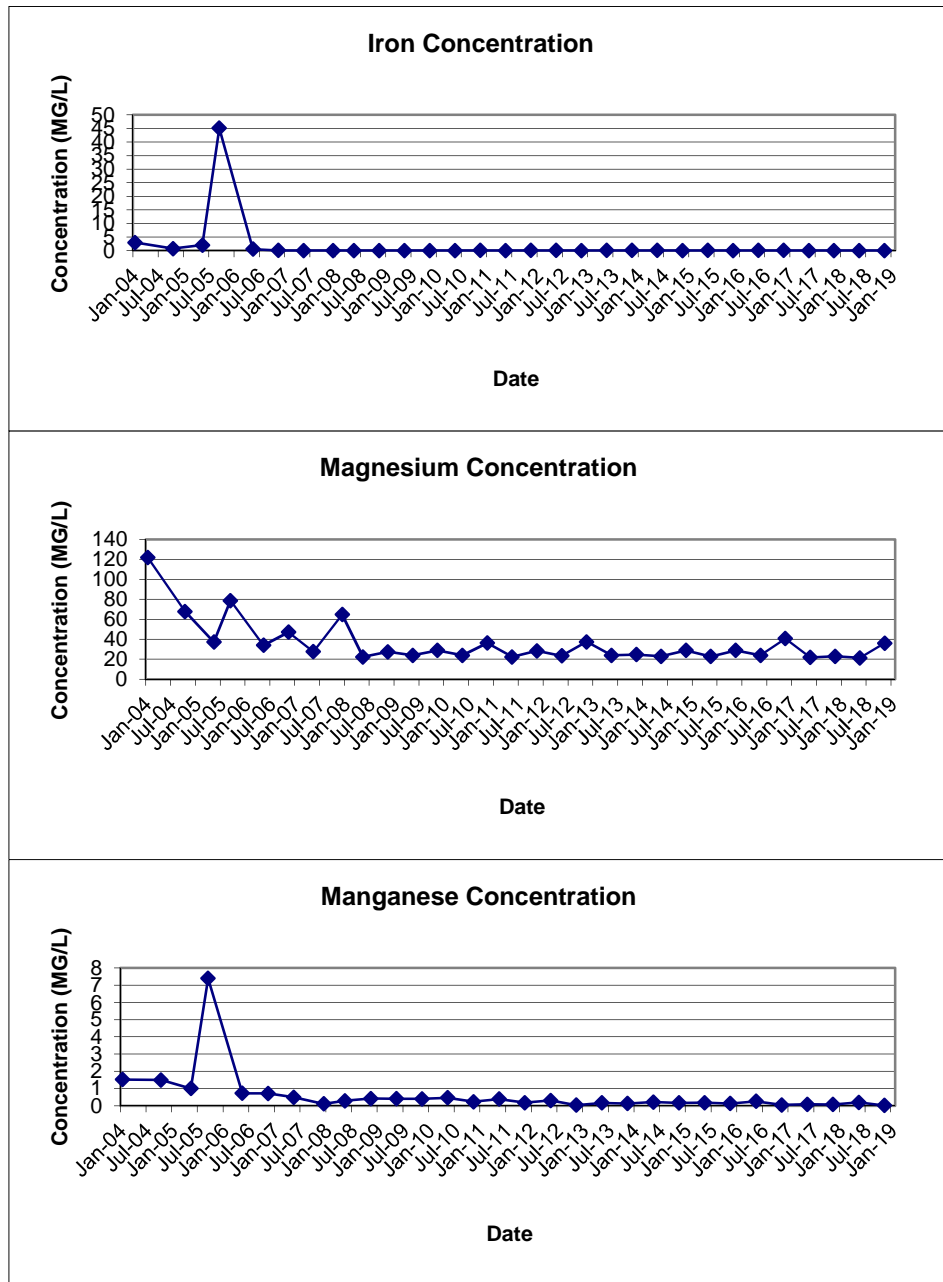 Iron Concentration
Concentration (MG/L)
50
45
40
35
30
25
20
15
10
5
0
Jan-04
Jul-04
Jan-05
Jul-05
Jan-06
Jul-06
Jan-07
Jul-07
Jan-08
Jul-08
Jan-09
Jul-09
Jan-10
Jul-10
Jan-11
Jul-11
Jan-12
Jul-12
Jan-13
Jul-13
Jan-14
Jul-14
Jan-15
Jul-15
Jan-16
Jul-16
Jan-17
Jul-17
Jan-18
Jul-18
Jan-19
Date
Magnesium Concentration
Concentration (MG/L)
140
120
100
80
60
40
20
0
Jan-04
Jul-04
Jan-05
Jul-05
Jan-06
Jul-06
Jan-07
Jul-07
Jan-08
Jul-08
Jan-09
Jul-09
Jan-10
Jul-10
Jan-11
Jul-11
Jan-12
Jul-12
Jan-13
Jul-13
Jan-14
Jul-14
Jan-15
Jul-15
Jan-16
Jul-16
Jan-17
Jul-17
Jan-18
Jul-18
Jan-19
Date
Manganese Concentration
Concentration (MG/L)
8
7
6
5
4
3
2
1
0
Jan-04
Jul-04
Jan-05
Jul-05
Jan-06
Jul-06
Jan-07
Jul-07
Jan-08
Jul-08
Jan-09
Jul-09
Jan-10
Jul-10
Jan-11
Jul-11
Jan-12
Jul-12
Jan-13
Jul-13
Jan-14
Jul-14
Jan-15
Jul-15
Jan-16
Jul-16
Jan-17
Jul-17
Jan-18
Jul-18
Jan-19
Date